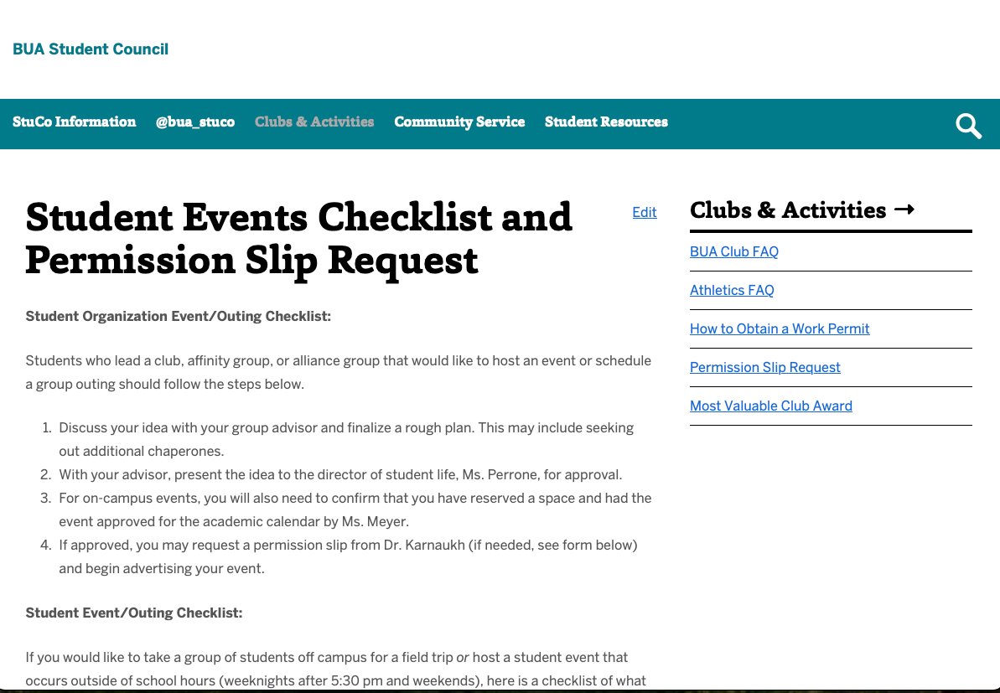 BUA Student Council
StuCo Information @bua_stuco Clubs & Activities Community Service Student Resources
Student Events Checklist and
Permission Slip Request
Edit
Student Organization Event/Outing Checklist:
Students who lead a club, affinity group, or alliance group that would like to host an event or schedule
a group outing should follow the steps below.
1. Discuss your idea with your group advisor and finalize a rough plan. This may include seeking
out additional chaperones.
2. With your advisor, present the idea to the director of student life, Ms. Perrone, for approval.
3. For on-campus events, you will also need to confirm that you have reserved a space and had the
event approved for the academic calendar by Ms. Meyer.
4. If approved, you may request a permission slip from Dr. Karnaukh (if needed, see form below)
and begin advertising your event.
Student Event/Outing Checklist:
If you would like to take a group of students off campus for a field trip or host a student event that
occurs outside of school hours (weeknights after 5:30 pm and weekends), here is a checklist of what
Clubs & Activities →
BUA Club FAQ
Athletics FAQ
How to Obtain a Work Permit
Permission Slip Request
Most Valuable Club Award